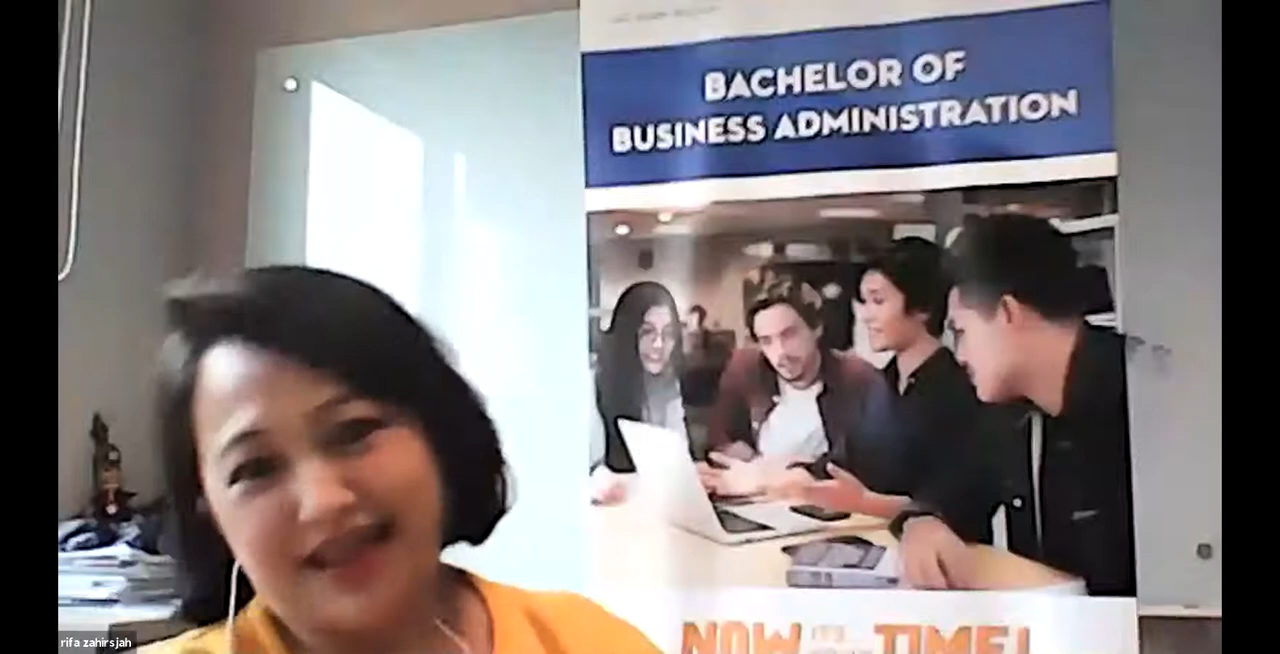 BACHELOR OF
BUSINESS ADMINISTRATION
NOW TIME!
rifa zahirsjah